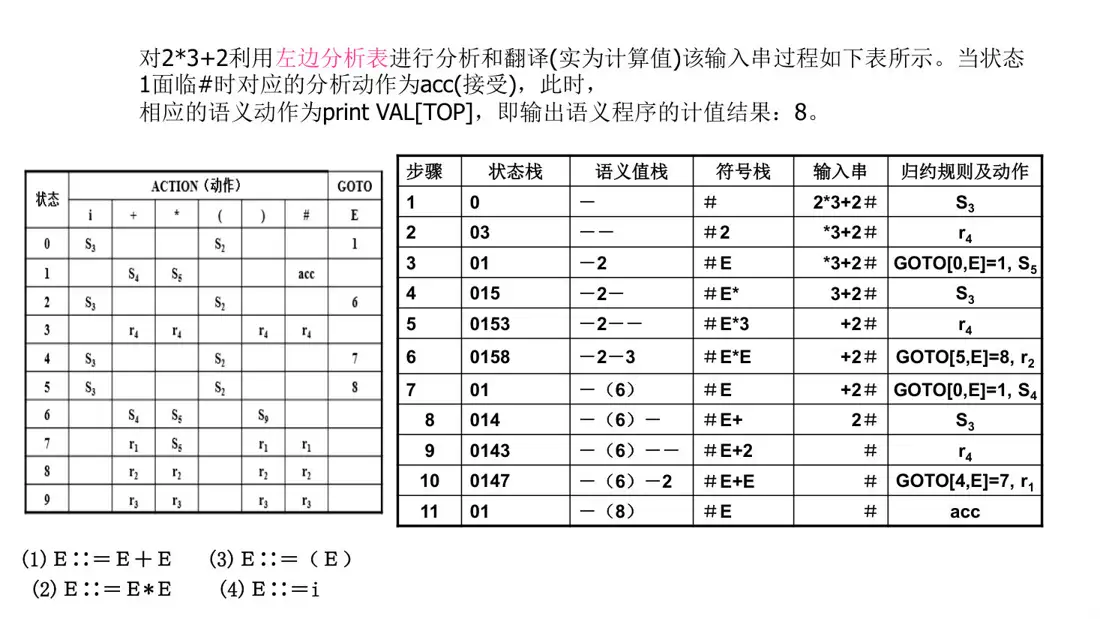 对2*3+2利用左边分析表进行分析和翻译(实为计算值)该输入串过程如下表所示。当状态
1面临#时对应的分析动作为acc(接受)，此时，
相应的语义动作为print VAL[TOP]，即输出语义程序的计值结果：8。
状态 ACTION（动作） GOTO
i + * ( ) # E
0 S3 S2 1
1 S4 S5 acc
2 S3 S2 6
3 r4 r4 r4 r4
4 S3 S2 7
5 S3 S2 8
6 S4 S5 S9
7 r1 S5 r1 r1
8 r2 r2 r2 r2
9 r3 r3 r3 r3
步骤 状态栈 语义值栈 符号栈 输入串 归约规则及动作
1 0 － ＃ 2*3+2＃ S3
2 03 －－ ＃2 *3+2＃ r4
3 01 －2 ＃E *3+2＃ GOTO[0,E]=1, S5
4 015 －2－ ＃E* 3+2＃ S3
5 0153 －2－－ ＃E*3 +2＃ r4
6 0158 －2－3 ＃E*E +2＃ GOTO[5,E]=8, r2
7 01 －（6） ＃E +2＃ GOTO[0,E]=1, S4
8 014 －（6）－ ＃E+ 2＃ S3
9 0143 －（6）－－ ＃E+2 ＃ r4
10 0147 －（6）－2 ＃E+E ＃ GOTO[4,E]=7, r1
11 01 －（8） ＃E ＃ acc
(1) E∷＝E＋E (3) E∷＝（E）
(2) E∷＝E*E (4) E∷＝i